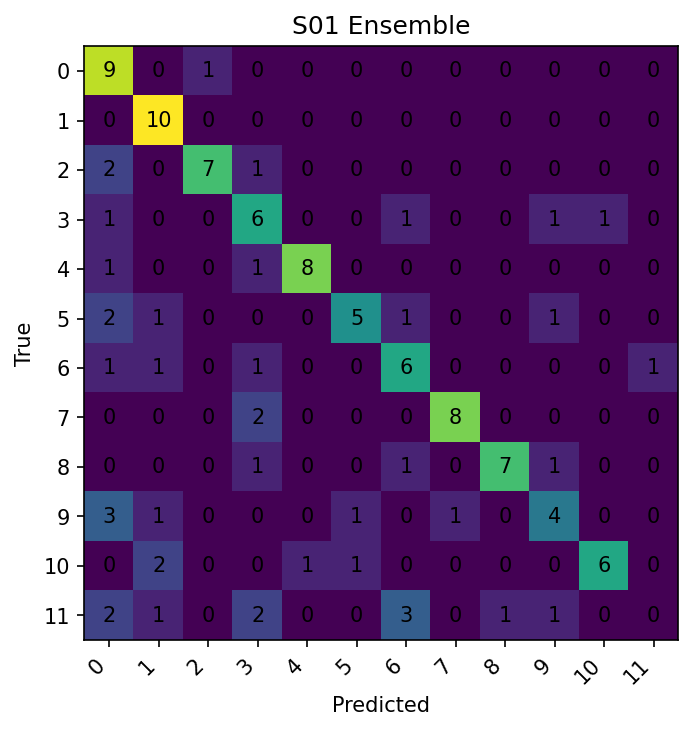 S01 Ensemble
0 9 0 1 0 0 0 0 0 0 0 0 0
1 0 10 0 0 0 0 0 0 0 0 0 0
2 2 0 7 1 0 0 0 0 0 0 0 0
3 1 0 0 6 0 0 1 0 0 1 1 0
4 1 0 0 1 8 0 0 0 0 0 0 0
5 2 1 0 0 0 5 1 0 0 1 0 0
6 1 1 0 1 0 0 6 0 0 0 0 1
7 0 0 0 2 0 0 0 8 0 0 0 0
8 0 0 0 1 0 0 1 0 7 1 0 0
9 3 1 0 0 0 1 0 1 0 4 0 0
10 0 2 0 0 1 1 0 0 0 0 6 0
11 2 1 0 2 0 0 3 0 1 1 0 0
0 1 2 3 4 5 6 7 8 9 10 11
True
Predicted